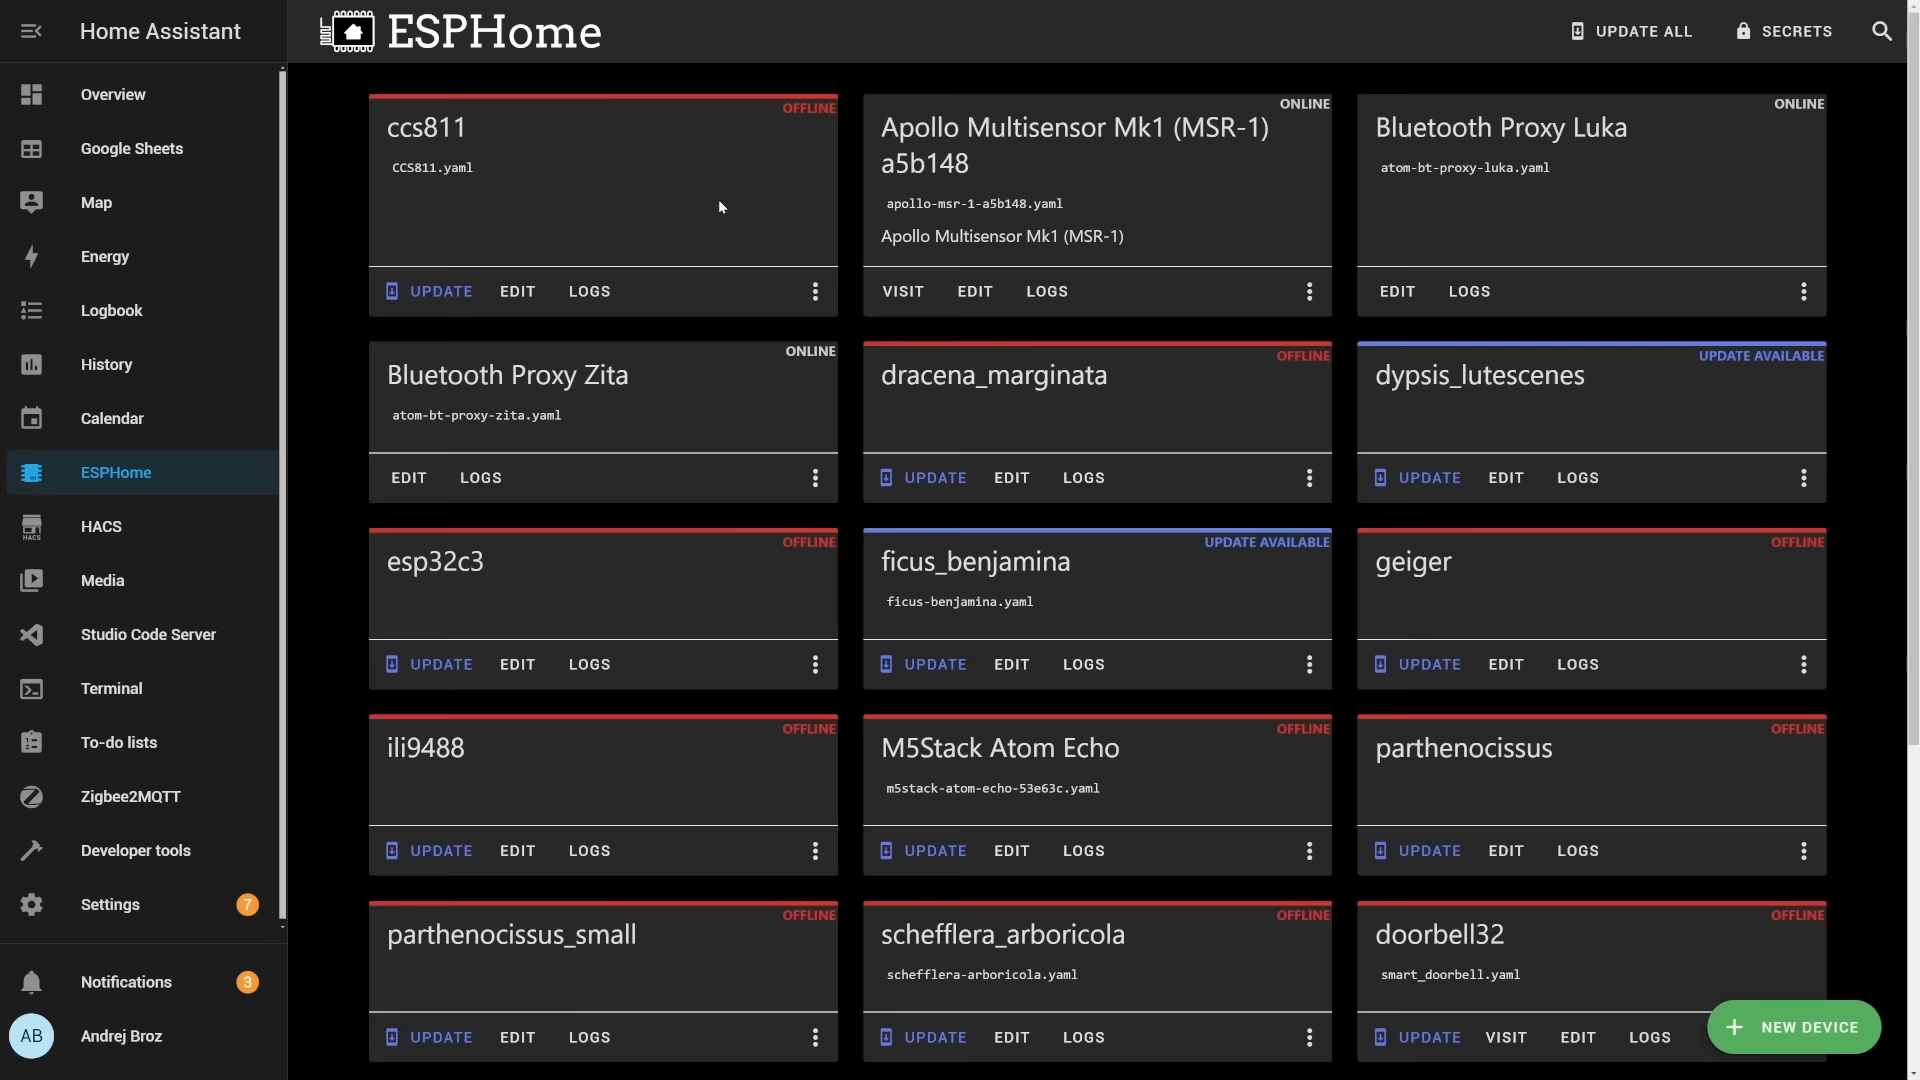 Home Assistant
ESPHome
UPDATE ALL
SECRETS
Overview
Google Sheets
Map
Energy
Logbook
History
Calendar
ESPHome
HACS
HACS
Media
Studio Code Server
Terminal
To-do lists
Zigbee2MQTT
Developer tools
Settings
7
Notifications
3
AB
Andrej Broz
OFFLINE
ccs811
CCS811.yaml
UPDATE EDIT LOGS
ONLINE
Apollo Multisensor Mk1 (MSR-1)
a5b148
apollo-msr-1-a5b148.yaml
Apollo Multisensor Mk1 (MSR-1)
VISIT EDIT LOGS
ONLINE
Bluetooth Proxy Luka
atom-bt-proxy-luka.yaml
EDIT LOGS
ONLINE
Bluetooth Proxy Zita
atom-bt-proxy-zita.yaml
EDIT LOGS
OFFLINE
dracena_marginata
UPDATE EDIT LOGS
UPDATE AVAILABLE
dypsis_lutescenes
UPDATE EDIT LOGS
OFFLINE
esp32c3
UPDATE EDIT LOGS
UPDATE AVAILABLE
ficus_benjamina
ficus-benjamina.yaml
UPDATE EDIT LOGS
OFFLINE
geiger
UPDATE EDIT LOGS
OFFLINE
ili9488
UPDATE EDIT LOGS
OFFLINE
M5Stack Atom Echo
m5stack-atom-echo-53e63c.yaml
UPDATE EDIT LOGS
OFFLINE
parthenocissus
UPDATE EDIT LOGS
OFFLINE
parthenocissus_small
UPDATE EDIT LOGS
OFFLINE
schefflera_arboricola
schefflera-arboricola.yaml
UPDATE EDIT LOGS
OFFLINE
doorbell32
smart_doorbell.yaml
UPDATE VISIT EDIT LOGS
NEW DEVICE